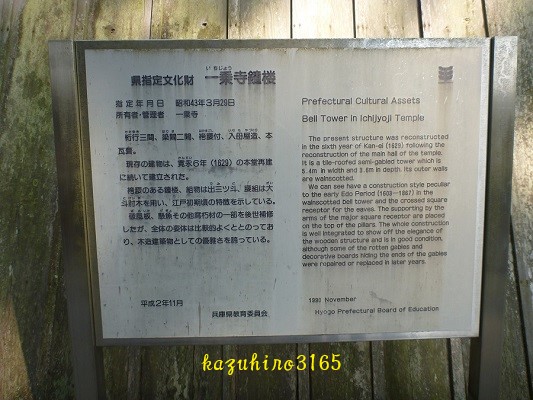 県指定文化財 一乗寺鐘楼
いちじょう
指定年月日 昭和43年3月29日
所有者・管理者 一乗寺
桁行三間、梁間二間、袴腰付、入母屋造、本
瓦葺。
現存の建物は、寛永6年(1629)の本堂再建
に続いて建立された。
袴腰のある鐘楼、組物は出三ツ斗、腰組は大
斗肘木を用い、江戸初期頃の特色を示している。
破風板、懸魚その他高欄材の一部を後世補修
したが、全体の姿体は比較的よくととのってお
り、木造建築物としての優雅さを誇っている。
平成2年11月
兵庫県教育委員会
Prefectural Cultural Assets
Bell Tower in Ichijyoji Temple
The present structure was reconstructed
in the sixth year of Kan-ei (1629) following the
reconstruction of the main hall of the temple.
It is a tile-roofed semi-gabled tower which is
5.4m in width and 3.6m in depth. Its outer walls
are wainscotted.
We can see here a construction style peculiar
to the early Edo Period (1603-1867) in the
wainscotted bell tower and the crossed square
receptor for the eaves. The supporting by the
arms of the major square receptor are placed
on the top of the pillars. The whole construction
is well integrated to show off the elegance of
the wooden structure and is in good condition,
although some of the rotten gables and
decorative boards hiding the ends of the gables
were repaired or replaced in later years.
1990 November
Hyogo Prefectural Board of Education
kazuhiro3165